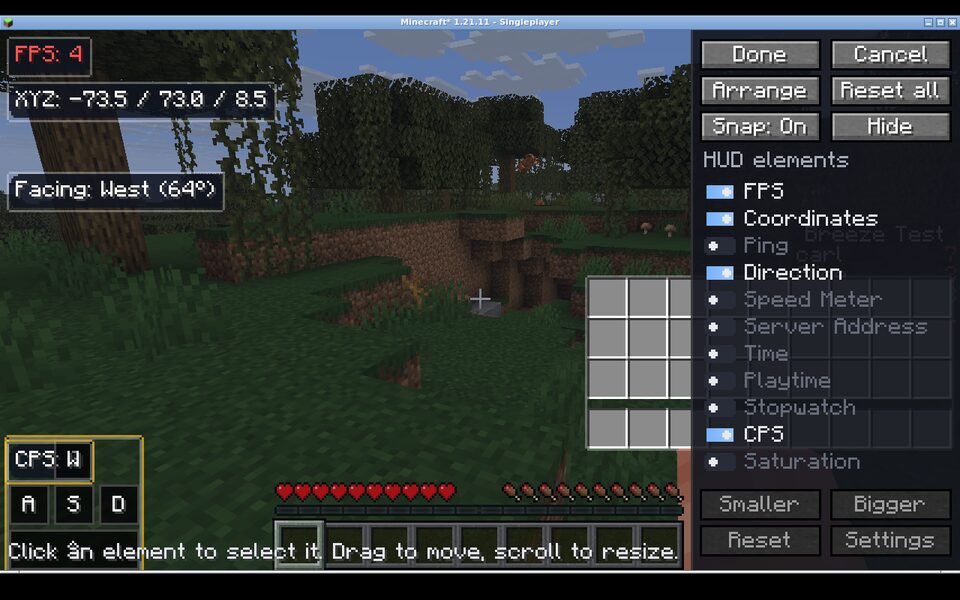 Minecraft* 1.21.11 - Singleplayer
FPS: 4
XYZ: -73.5 / 73.0 / 8.5
Facing: West (64°)
Done
Cancel
Arrange
Reset all
Snap: On
Hide
HUD elements
FPS
Coordinates
Ping
Breeze Test
carl
Direction
Speed Meter
Server Address
Time
Playtime
Stopwatch
CPS
Saturation
Smaller
Bigger
Reset
Settings
CPS: W
A S D
Click an element to select it. Drag to move, scroll to resize.